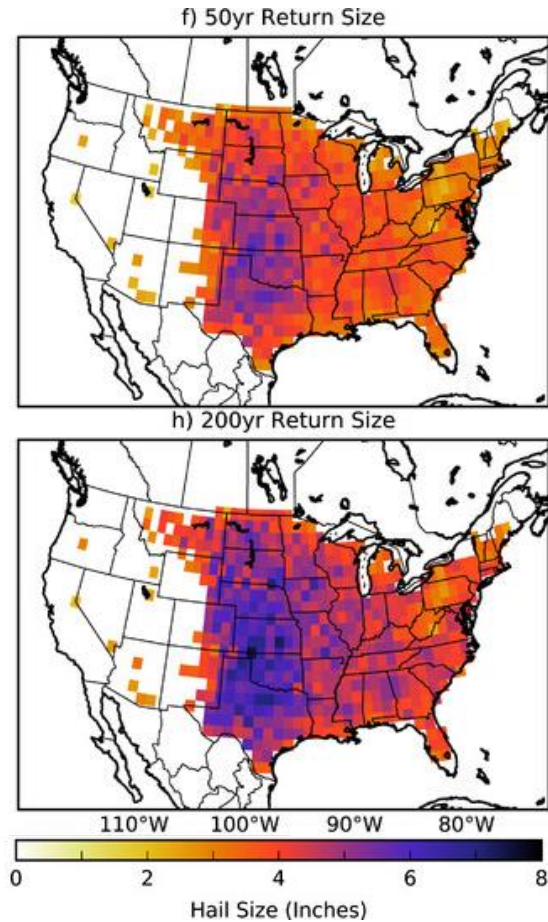 f) 50yr Return Size
h) 200yr Return Size
110°W 100°W 90°W 80°W
0 2 4 6 8
Hail Size (Inches)